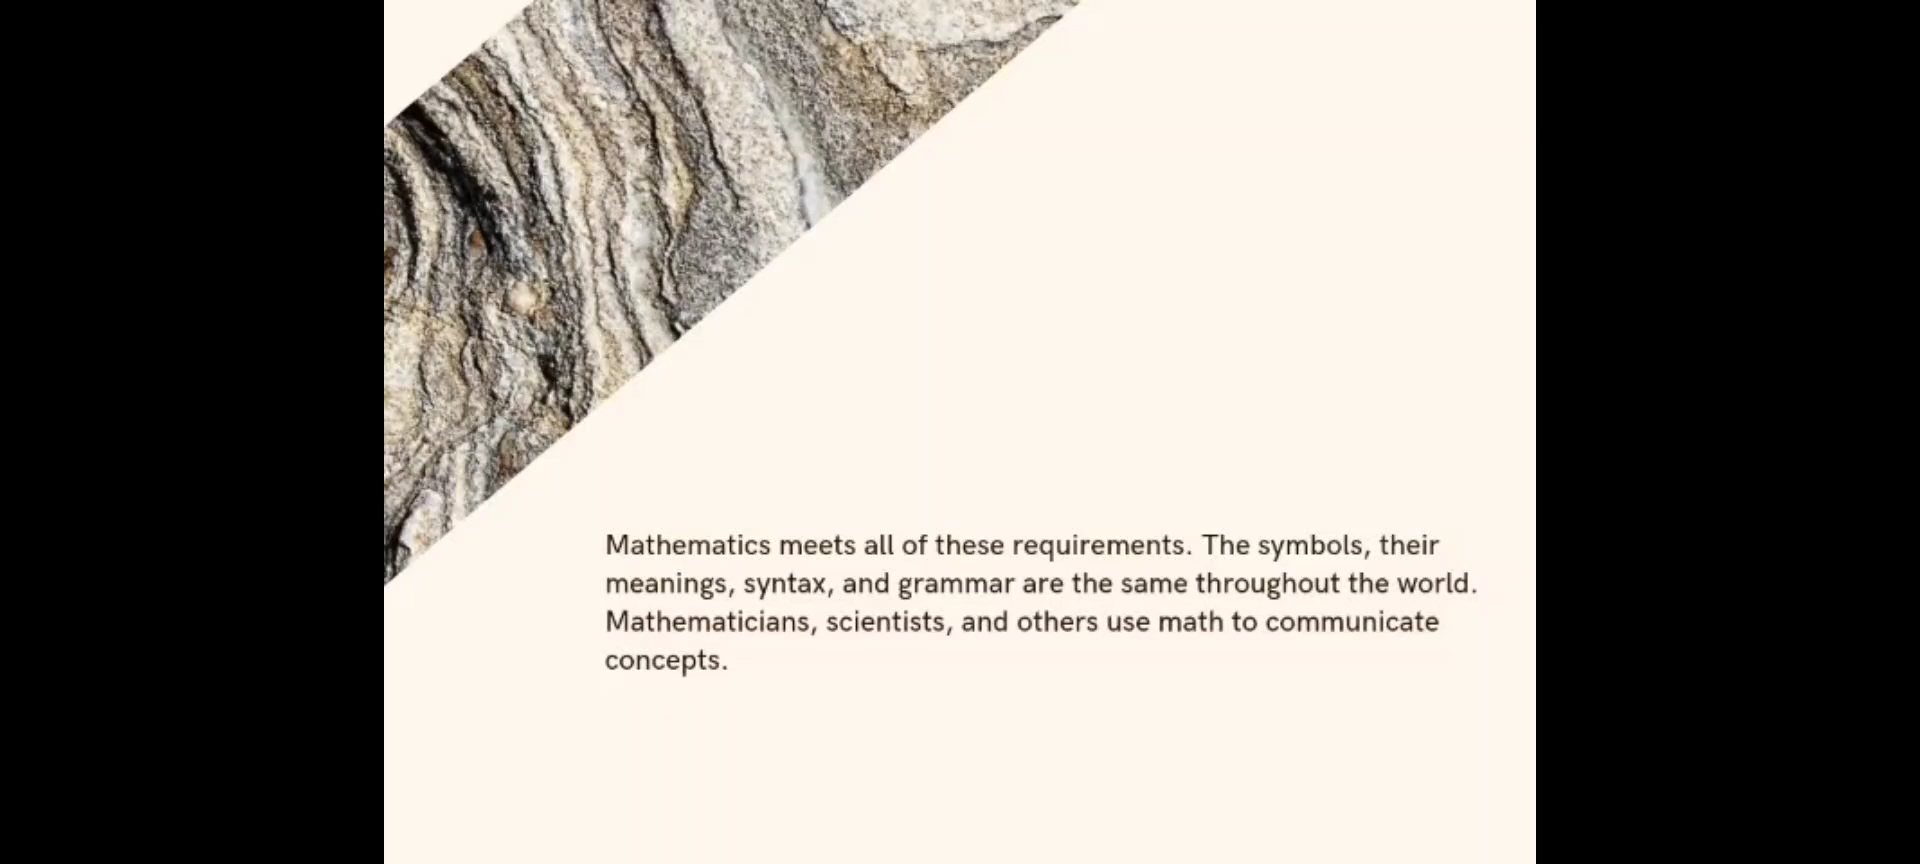 Mathematics meets all of these requirements. The symbols, their
meanings, syntax, and grammar are the same throughout the world.
Mathematicians, scientists, and others use math to communicate
concepts.